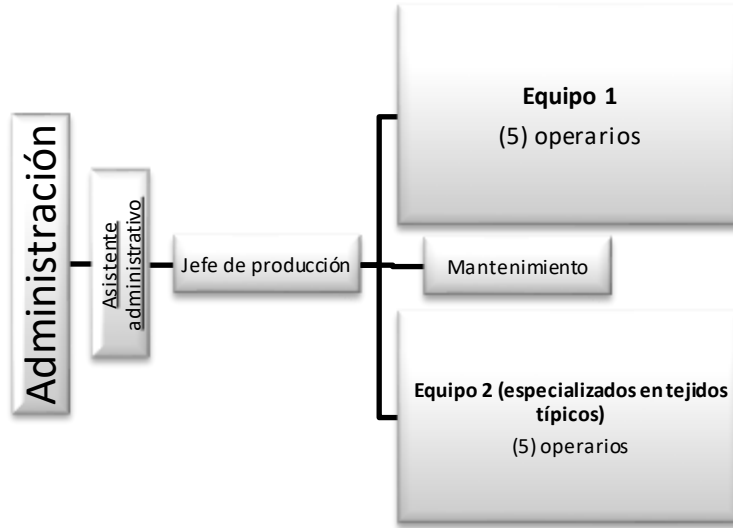 Administración
Asistente
administrativo
Jefe de producción
Equipo 1
(5) operarios
Mantenimiento
Equipo 2 (especializados en tejidos
típicos)
(5) operarios